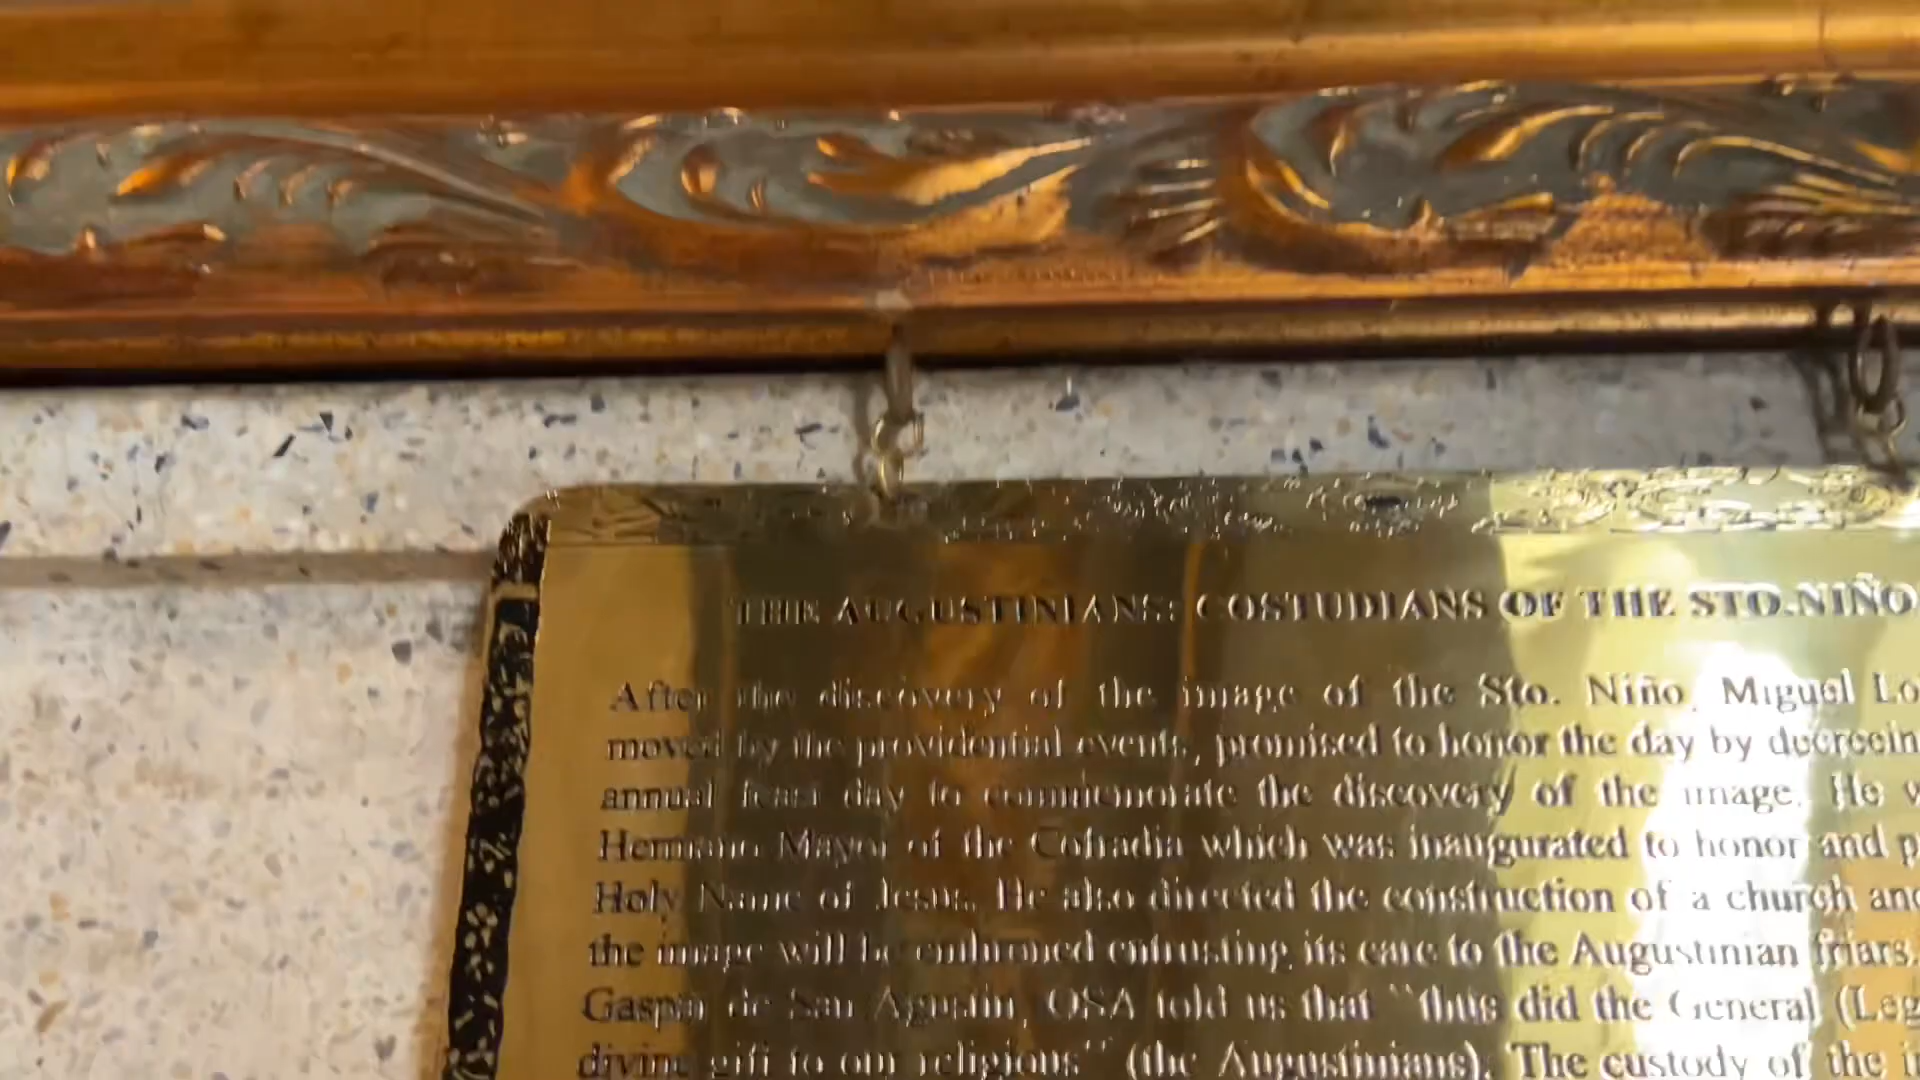 THE AUGUSTINIANS: COSTUDIANS OF THE STO.NIÑO
After the discovery of the image of the Sto. Niño, Miguel Lo
moved by the providential events, promised to honor the day by decreein
annual feast day to commemorate the discovery of the image. He w
Hermano Mayor of the Cofradia which was inaugurated to honor and p
Holy Name of Jesus. He also directed the construction of a church and
the image will be enthroned entrusting its care to the Augustinian friars.
Gaspar de San Agustin, OSA told us that "thus did the General (Leg
divine gift to our religious" (the Augustinians). The custody of the i